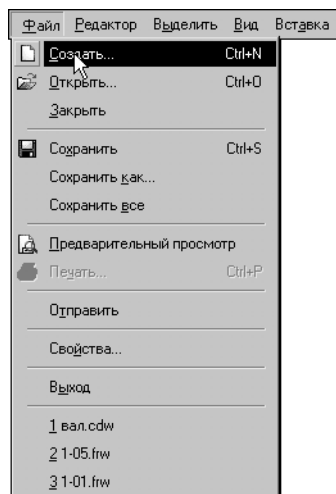 Файл Редактор Выделить Вид Вставка
Создать... Ctrl+N
Открыть... Ctrl+O
Закрыть
Сохранить Ctrl+S
Сохранить как...
Сохранить все
Предварительный просмотр
Печать... Ctrl+P
Отправить
Свойства...
Выход
1 вал.cdw
2 1-05.frw
3 1-01.frw